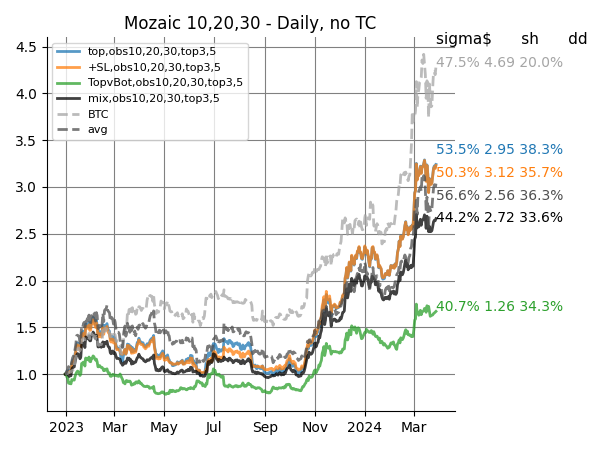 Mozaic 10,20,30 - Daily, no TC
sigma$ sh dd
4.5
4.0
3.5
3.0
2.5
2.0
1.5
1.0
top,obs10,20,30,top3,5
+SL,obs10,20,30,top3,5
TopvBot,obs10,20,30,top3,5
mix,obs10,20,30,top3,5
BTC
avg
47.5% 4.69 20.0%
53.5% 2.95 38.3%
50.3% 3.12 35.7%
56.6% 2.56 36.3%
44.2% 2.72 33.6%
40.7% 1.26 34.3%
2023 Mar May Jul Sep Nov 2024 Mar